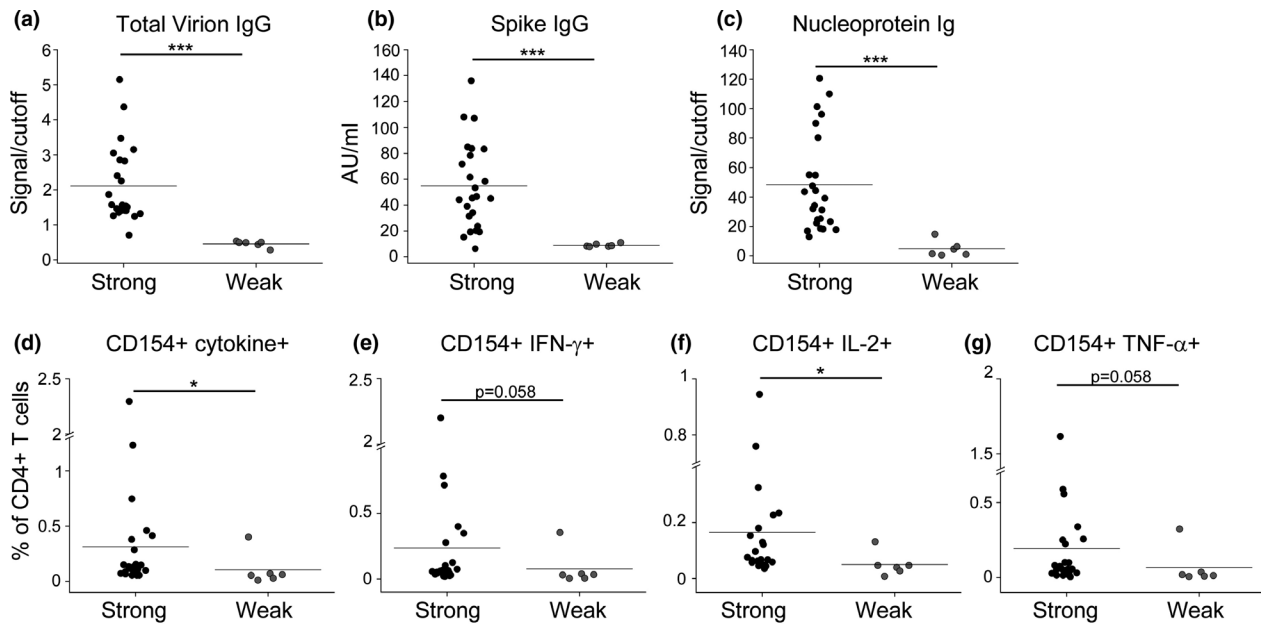 (a) Total Virion IgG
Signal/cutoff
6
5
4
3
2
1
0
***
Strong Weak
(b) Spike IgG
AU/ml
160
140
120
100
80
60
40
20
0
***
Strong Weak
(c) Nucleoprotein Ig
Signal/cutoff
140
120
100
80
60
40
20
0
***
Strong Weak
(d) CD154+ cytokine+
% of CD4+ T cells
2.5
2
1
0.5
0
*
Strong Weak
(e) CD154+ IFN-γ+
2.5
2
0.5
0
p=0.058
Strong Weak
(f) CD154+ IL-2+
1
0.8
0.2
0
*
Strong Weak
(g) CD154+ TNF-α+
2
1.5
0.5
0
p=0.058
Strong Weak